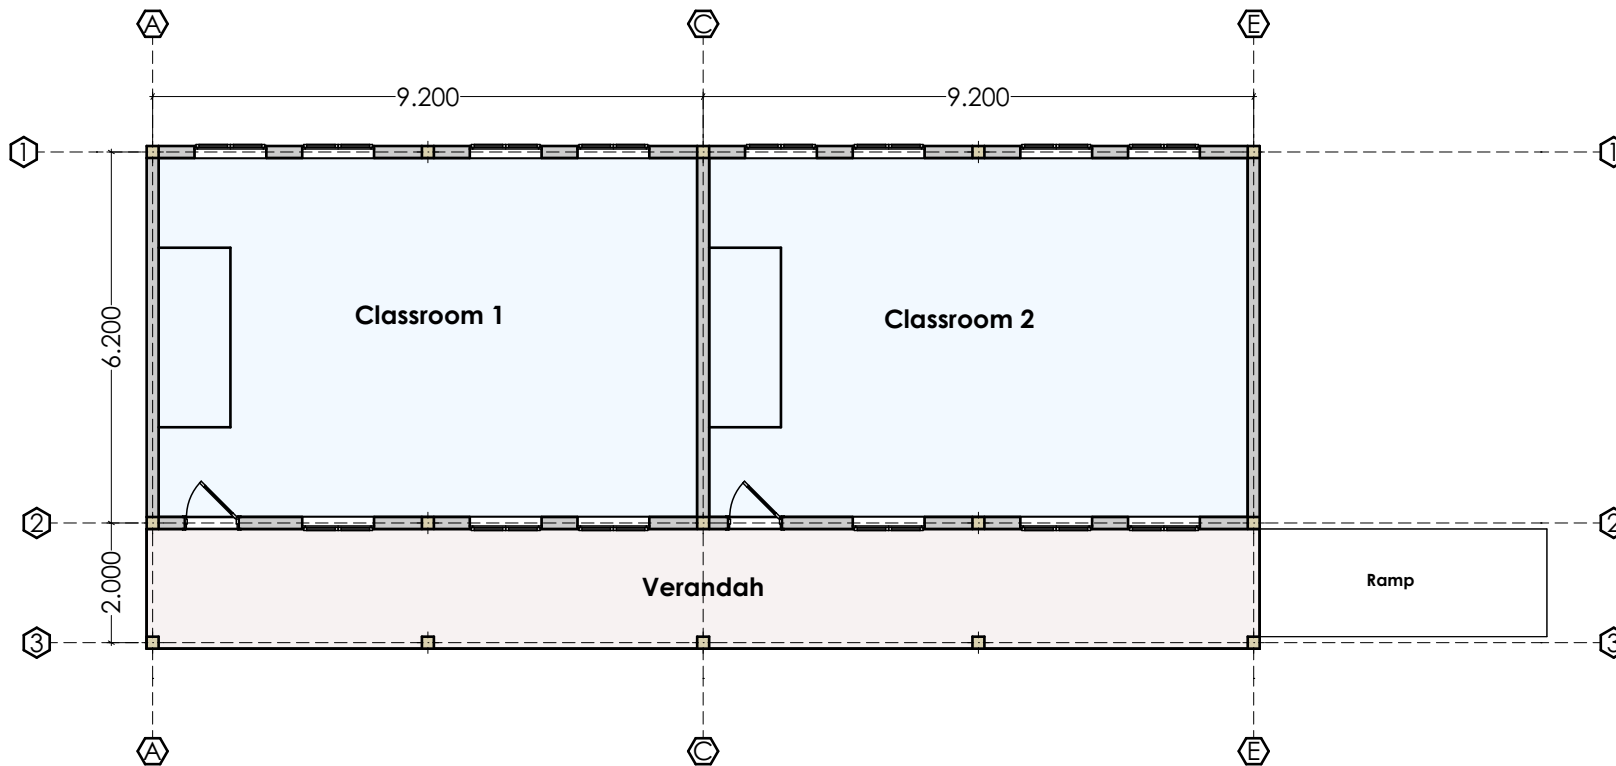 A C E
9.200 9.200
1 1
Classroom 1 Classroom 2
6.200
2 2
Verandah Ramp
2.000
3 3
A C E